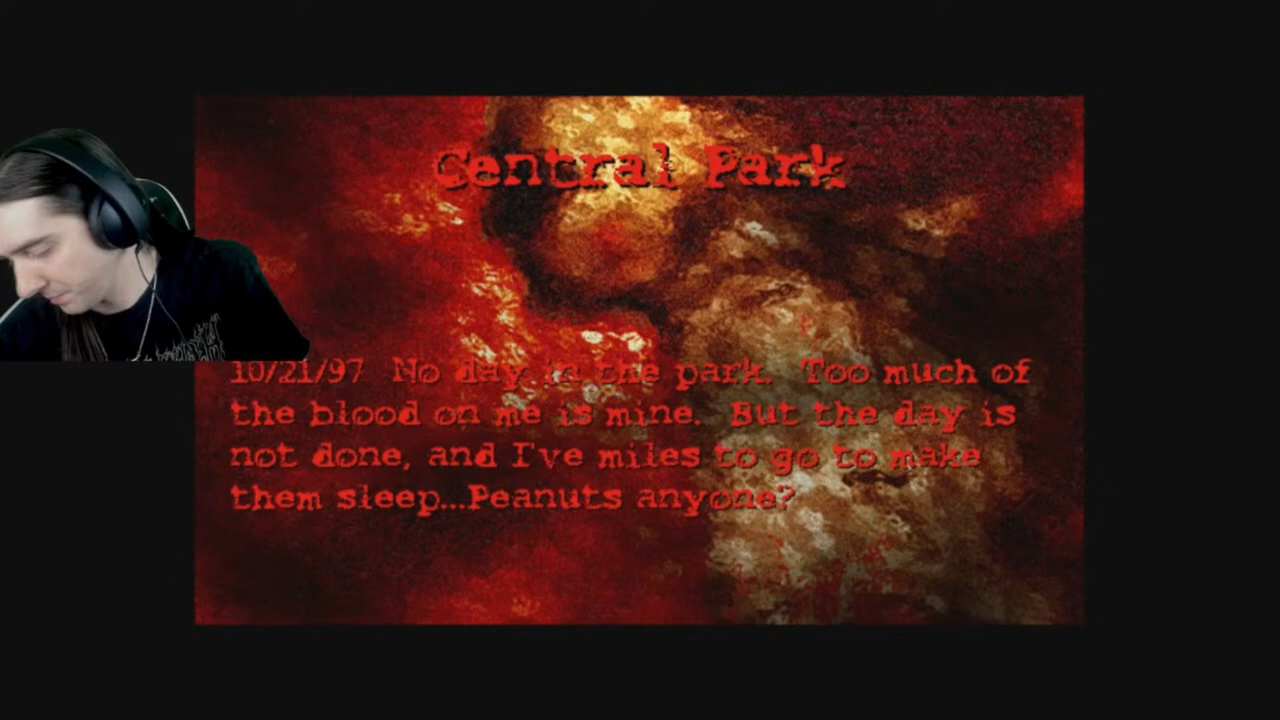 Central Park
10/21/97 No day in the park. Too much of
the blood on me is mine. But the day is
not done, and I've miles to go to make
them sleep...Peanuts anyone?